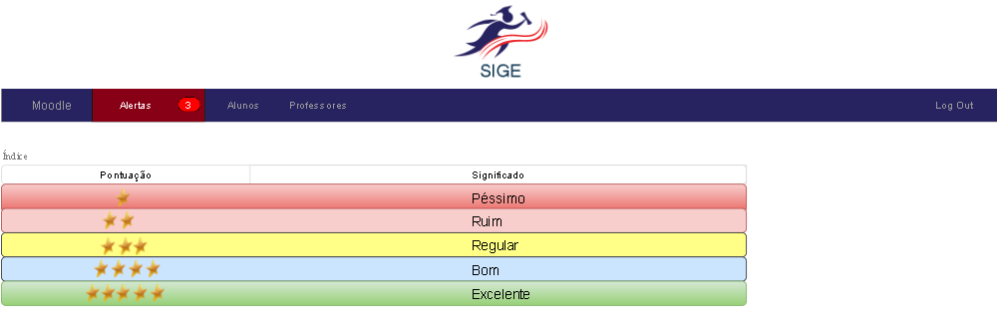 SIGE
Moodle Alertas 3 Alunos Professores Log Out
Índice
Pontuação Significado
Péssimo
Ruim
Regular
Bom
Excelente